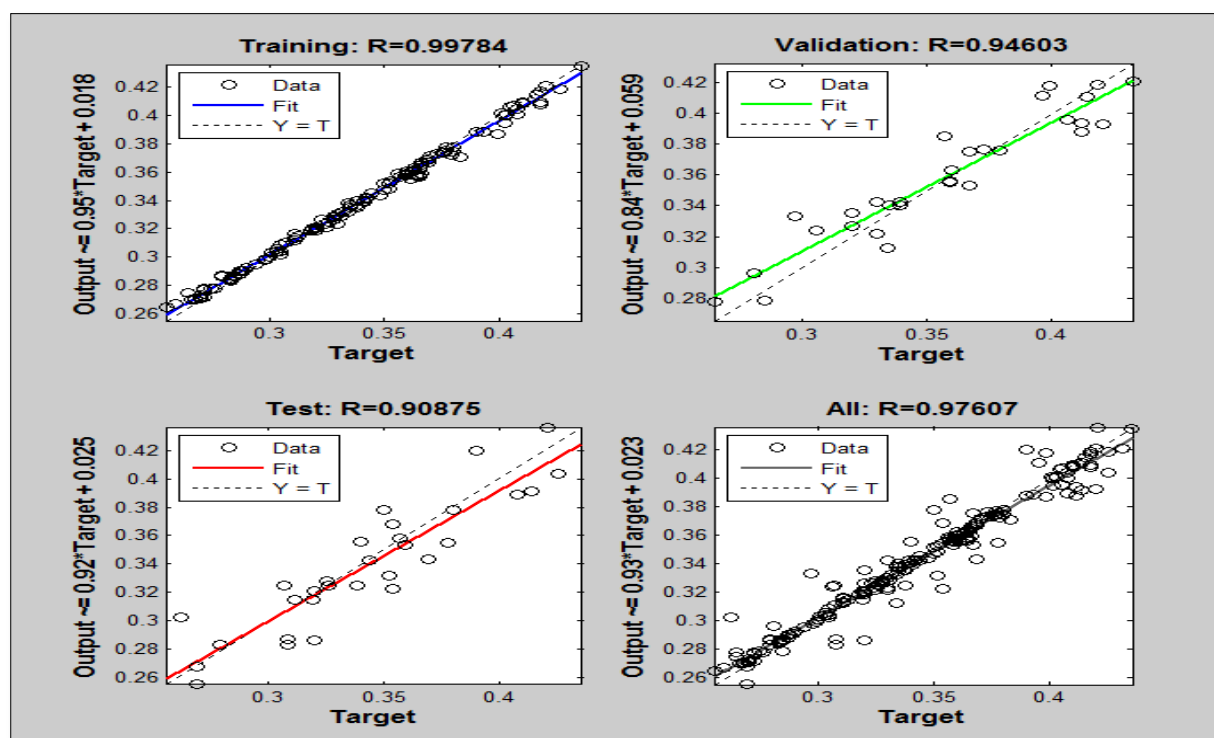 Training: R=0.99784
Output ~= 0.95*Target + 0.018
0.42
0.4
0.38
0.36
0.34
0.32
0.3
0.28
0.26
Data
Fit
Y = T
0.3
0.35
0.4
Target
Validation: R=0.94603
Output ~= 0.84*Target + 0.059
0.42
0.4
0.38
0.36
0.34
0.32
0.3
0.28
Data
Fit
Y = T
0.3
0.35
0.4
Target
Test: R=0.90875
Output ~= 0.92*Target + 0.025
0.42
0.4
0.38
0.36
0.34
0.32
0.3
0.28
0.26
Data
Fit
Y = T
0.3
0.35
0.4
Target
All: R=0.97607
Output ~= 0.93*Target + 0.023
0.42
0.4
0.38
0.36
0.34
0.32
0.3
0.28
0.26
Data
Fit
Y = T
0.3
0.35
0.4
Target